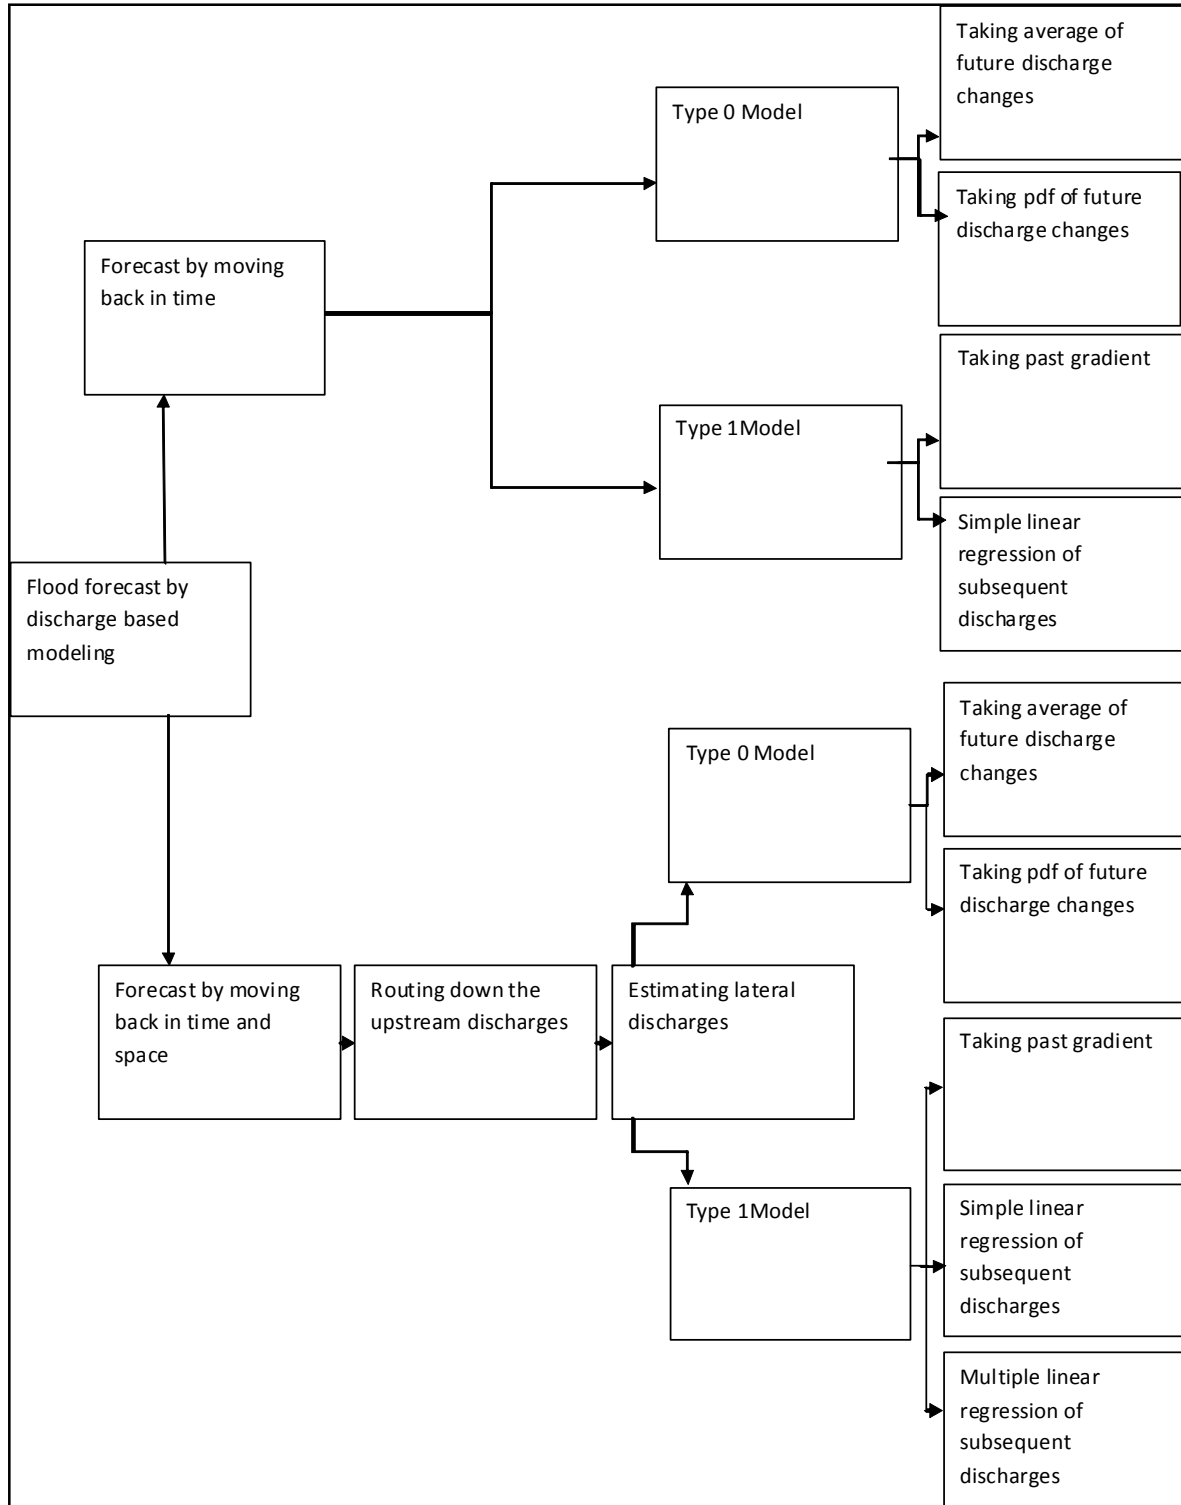 Taking average of
future discharge
changes
Type 0 Model
Taking pdf of future
discharge changes
Forecast by moving
back in time
Taking past gradient
Type 1Model
Simple linear
regression of
subsequent
discharges
Flood forecast by
discharge based
modeling
Taking average of
future discharge
changes
Type 0 Model
Taking pdf of future
discharge changes
Forecast by moving
back in time and
space
Routing down the
upstream discharges
Estimating lateral
discharges
Taking past gradient
Type 1Model
Simple linear
regression of
subsequent
discharges
Multiple linear
regression of
subsequent
discharges